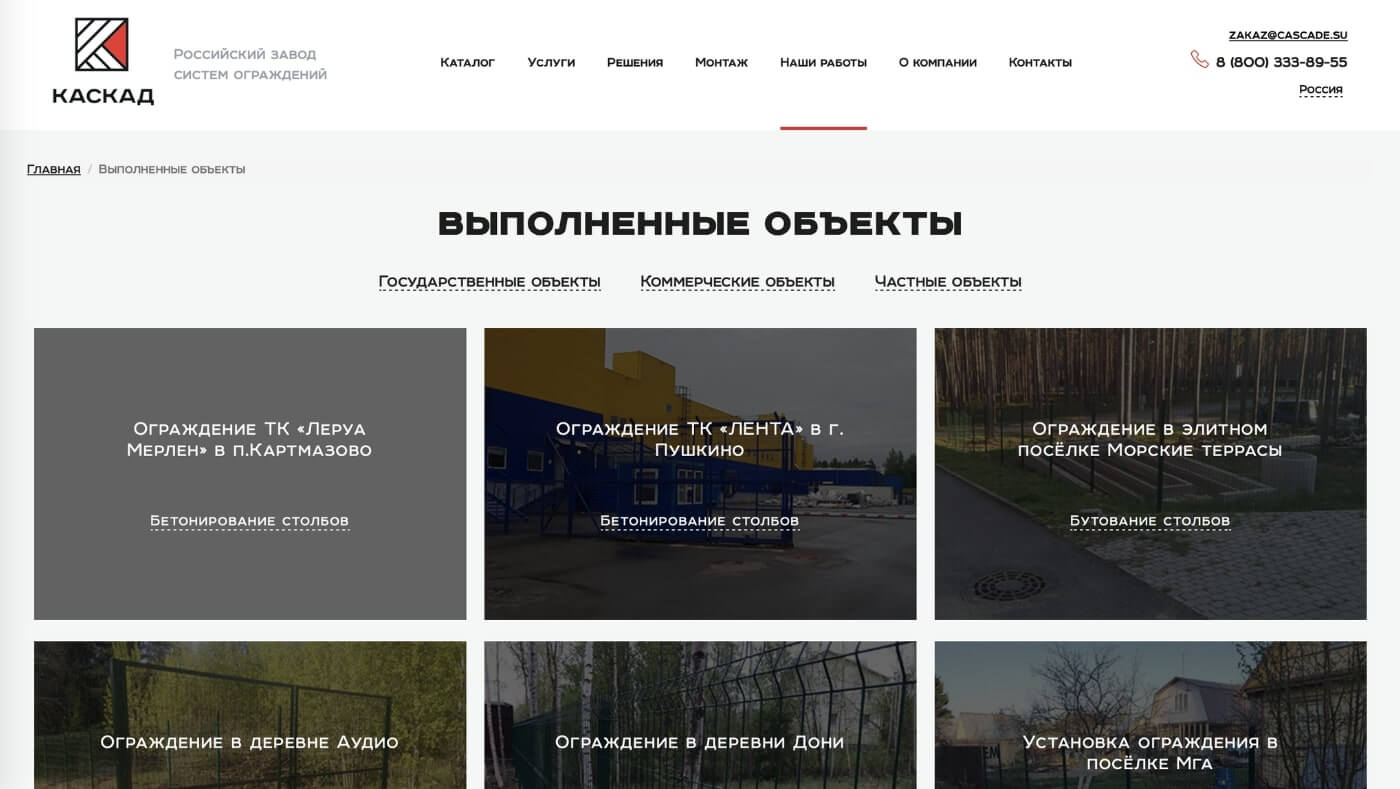 КАСКАД
Российский завод
систем ограждений
Каталог
Услуги
Решения
Монтаж
Наши работы
О компании
Контакты
zakaz@cascade.su
8 (800) 333-89-55
Россия
Главная / Выполненные объекты
ВЫПОЛНЕННЫЕ ОБЪЕКТЫ
Государственные объекты
Коммерческие объекты
Частные объекты
Ограждение ТК «Леруа
Мерлен» в п.Картмазово
Бетонирование столбов
Ограждение ТК «ЛЕНТА» в г.
Пушкино
Бетонирование столбов
Ограждение в элитном
посёлке Морские террасы
Бутование столбов
Ограждение в деревне Аудио
Ограждение в деревни Дони
Установка ограждения в
посёлке Мга